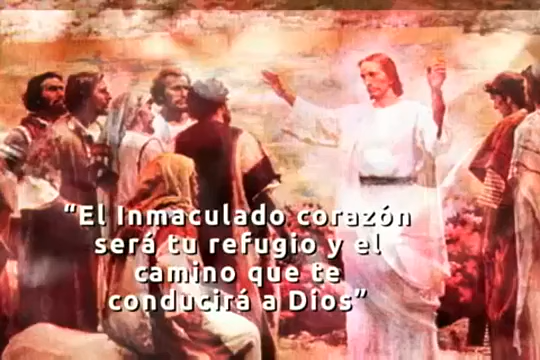 “El Inmaculado corazón
será tu refugio y el
camino que te
conducirá a Dios”